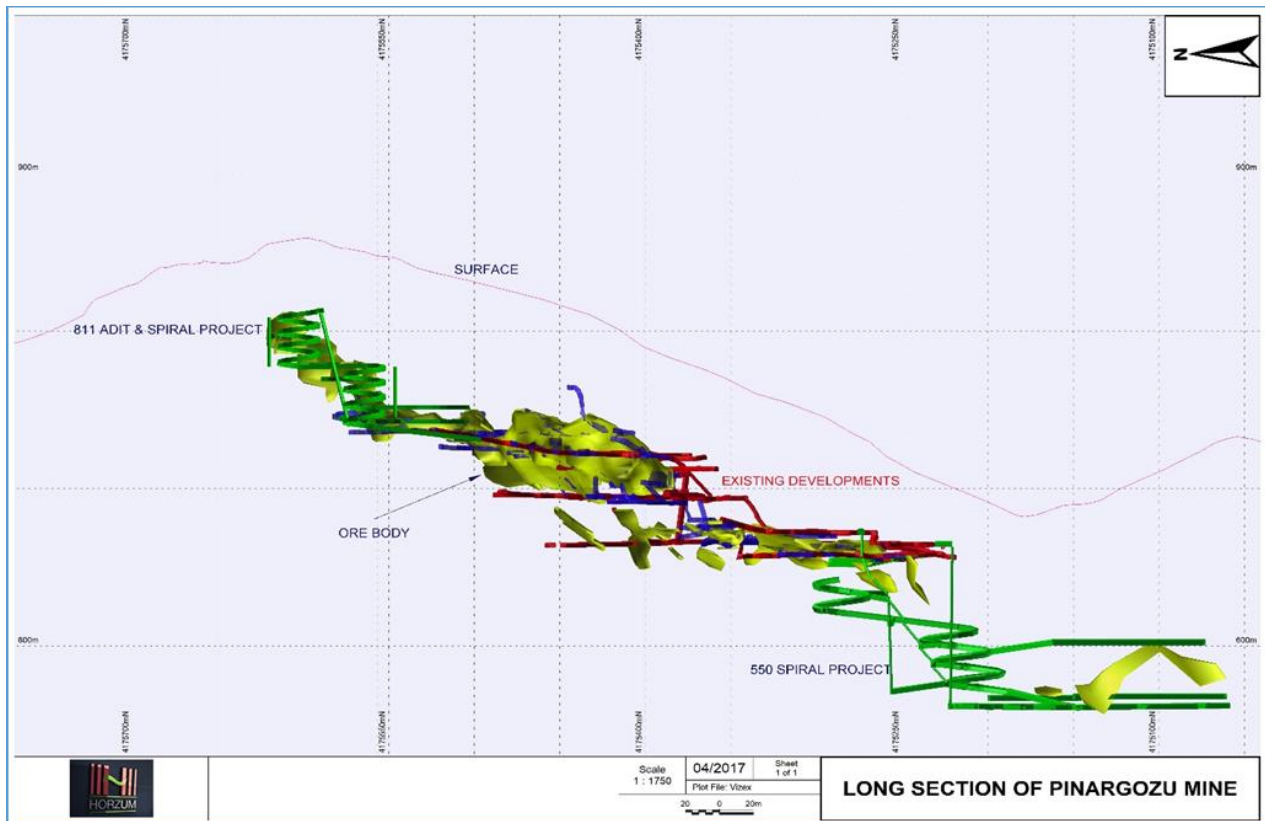 4175700mN
4175550mN
4175400mN
4175250mN
4175100mN
N
900m
900m
SURFACE
811 ADIT & SPIRAL PROJECT
EXISTING DEVELOPMENTS
ORE BODY
600m
600m
550 SPIRAL PROJECT
4175700mN
4175550mN
4175400mN
4175250mN
4175100mN
HORZUM
Scale
1 : 1750
04/2017
Sheet
1 of 1
Plot File: Vizex
20 0 20m
LONG SECTION OF PINARGOZU MINE